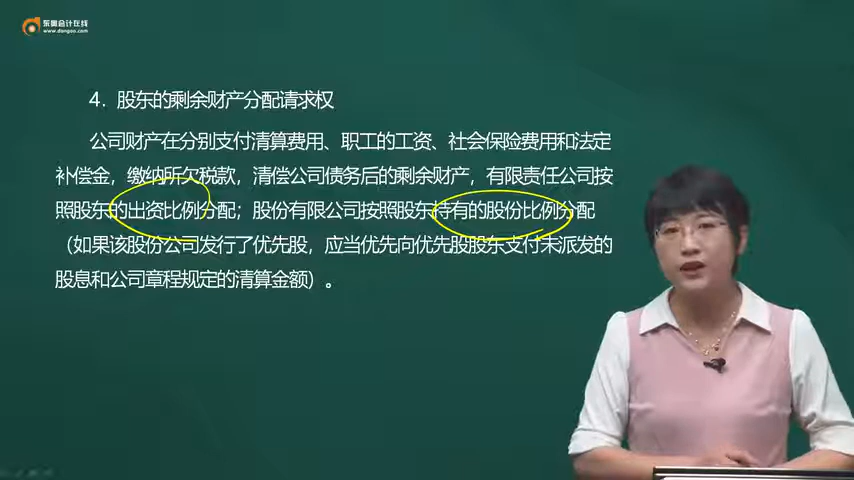 东奥会计在线
www.dongao.com
4．股东的剩余财产分配请求权
公司财产在分别支付清算费用、职工的工资、社会保险费用和法定
补偿金，缴纳所欠税款，清偿公司债务后的剩余财产，有限责任公司按
照股东的出资比例分配；股份有限公司按照股东持有的股份比例分配
（如果该股份公司发行了优先股，应当优先向优先股股东支付未派发的
股息和公司章程规定的清算金额）。